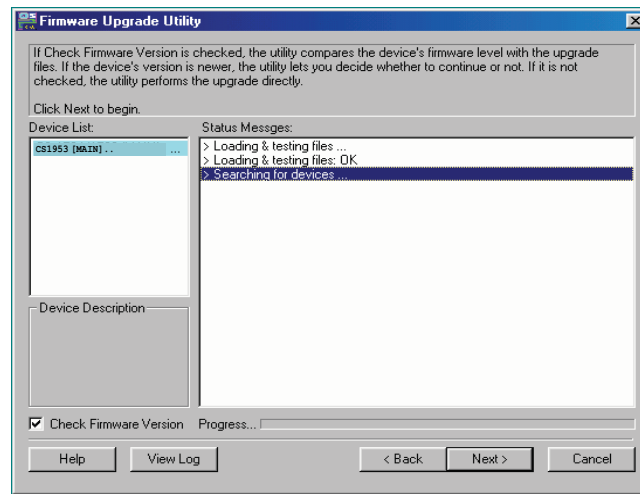 Firmware Upgrade Utility
If Check Firmware Version is checked, the utility compares the device's firmware level with the upgrade
files. If the device's version is newer, the utility lets you decide whether to continue or not. If it is not
checked, the utility performs the upgrade directly.
Click Next to begin.
Device List:
Status Messges:
CS1953 [MAIN].. ...
> Loading & testing files ...
> Loading & testing files: OK
> Searching for devices ...
Device Description
Check Firmware Version
Progress...
Help
View Log
< Back
Next >
Cancel